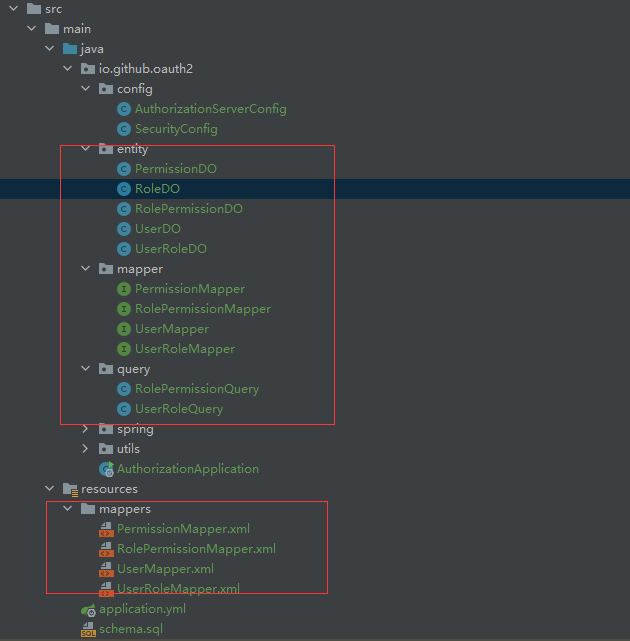 src
main
java
io.github.oauth2
config
AuthorizationServerConfig
SecurityConfig
entity
PermissionDO
RoleDO
RolePermissionDO
UserDO
UserRoleDO
mapper
PermissionMapper
RolePermissionMapper
UserMapper
UserRoleMapper
query
RolePermissionQuery
UserRoleQuery
spring
utils
AuthorizationApplication
resources
mappers
PermissionMapper.xml
RolePermissionMapper.xml
UserMapper.xml
UserRoleMapper.xml
application.yml
schema.sql